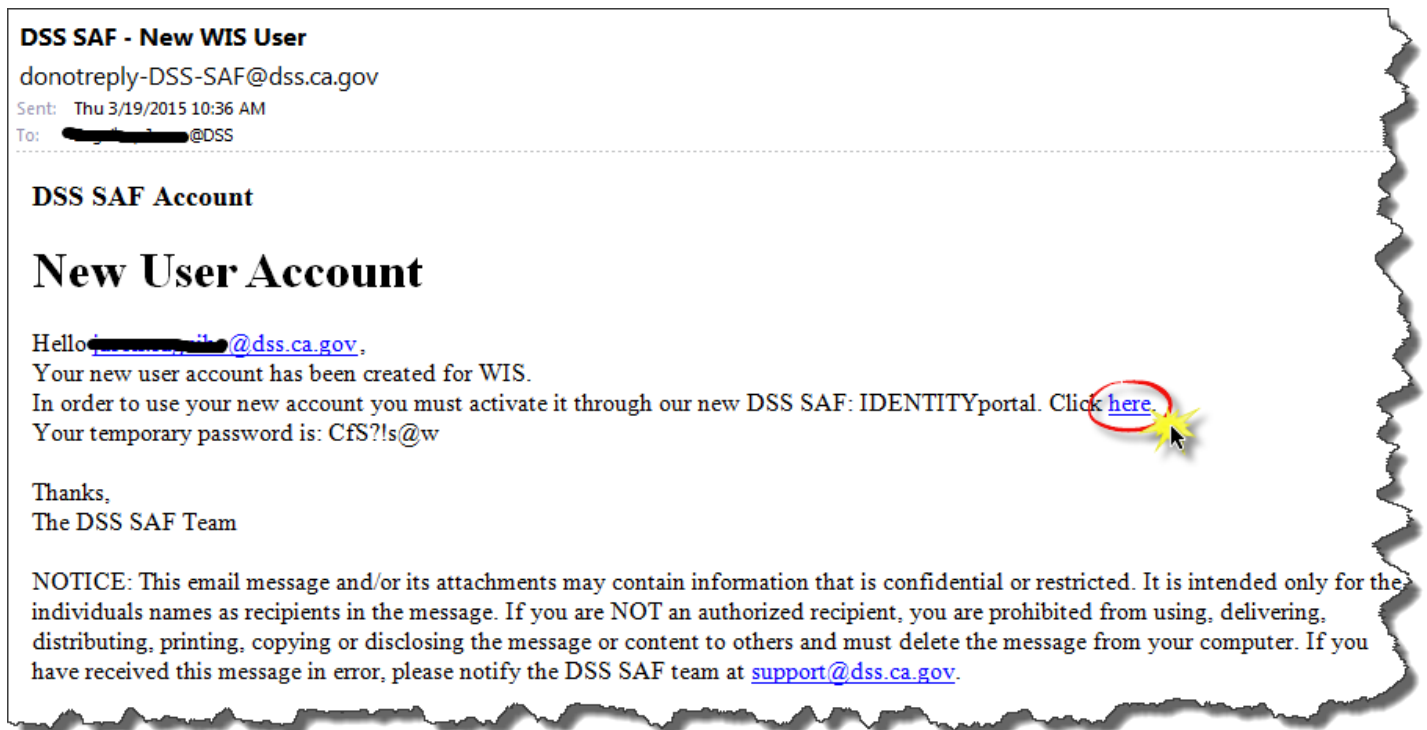 DSS SAF - New WIS User
donotreply-DSS-SAF@dss.ca.gov
Sent: Thu 3/19/2015 10:36 AM
To: @DSS
DSS SAF Account
New User Account
Hello @dss.ca.gov,
Your new user account has been created for WIS.
In order to use your new account you must activate it through our new DSS SAF: IDENTITYportal. Click here.
Your temporary password is: CfS?!s@w
Thanks,
The DSS SAF Team
NOTICE: This email message and/or its attachments may contain information that is confidential or restricted. It is intended only for the
individuals names as recipients in the message. If you are NOT an authorized recipient, you are prohibited from using, delivering,
distributing, printing, copying or disclosing the message or content to others and must delete the message from your computer. If you
have received this message in error, please notify the DSS SAF team at support@dss.ca.gov.